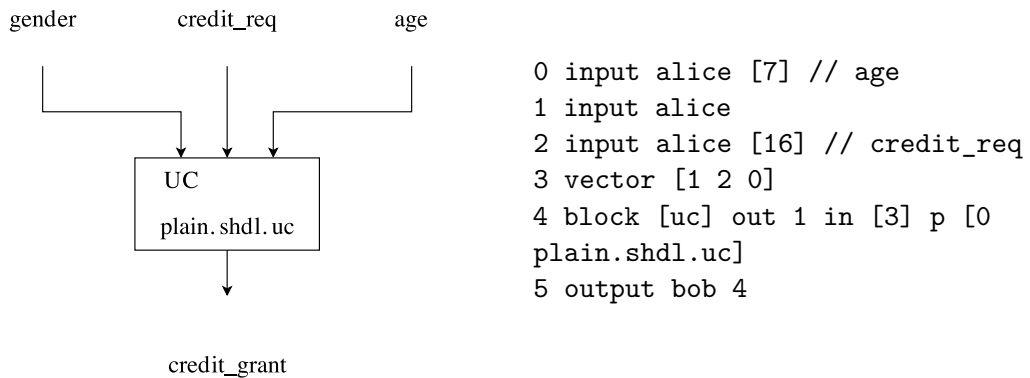 gender credit_req age
UC
plain.shdl.uc
credit_grant
0 input alice [7] // age
1 input alice
2 input alice [16] // credit_req
3 vector [1 2 0]
4 block [uc] out 1 in [3] p [0
plain.shdl.uc]
5 output bob 4